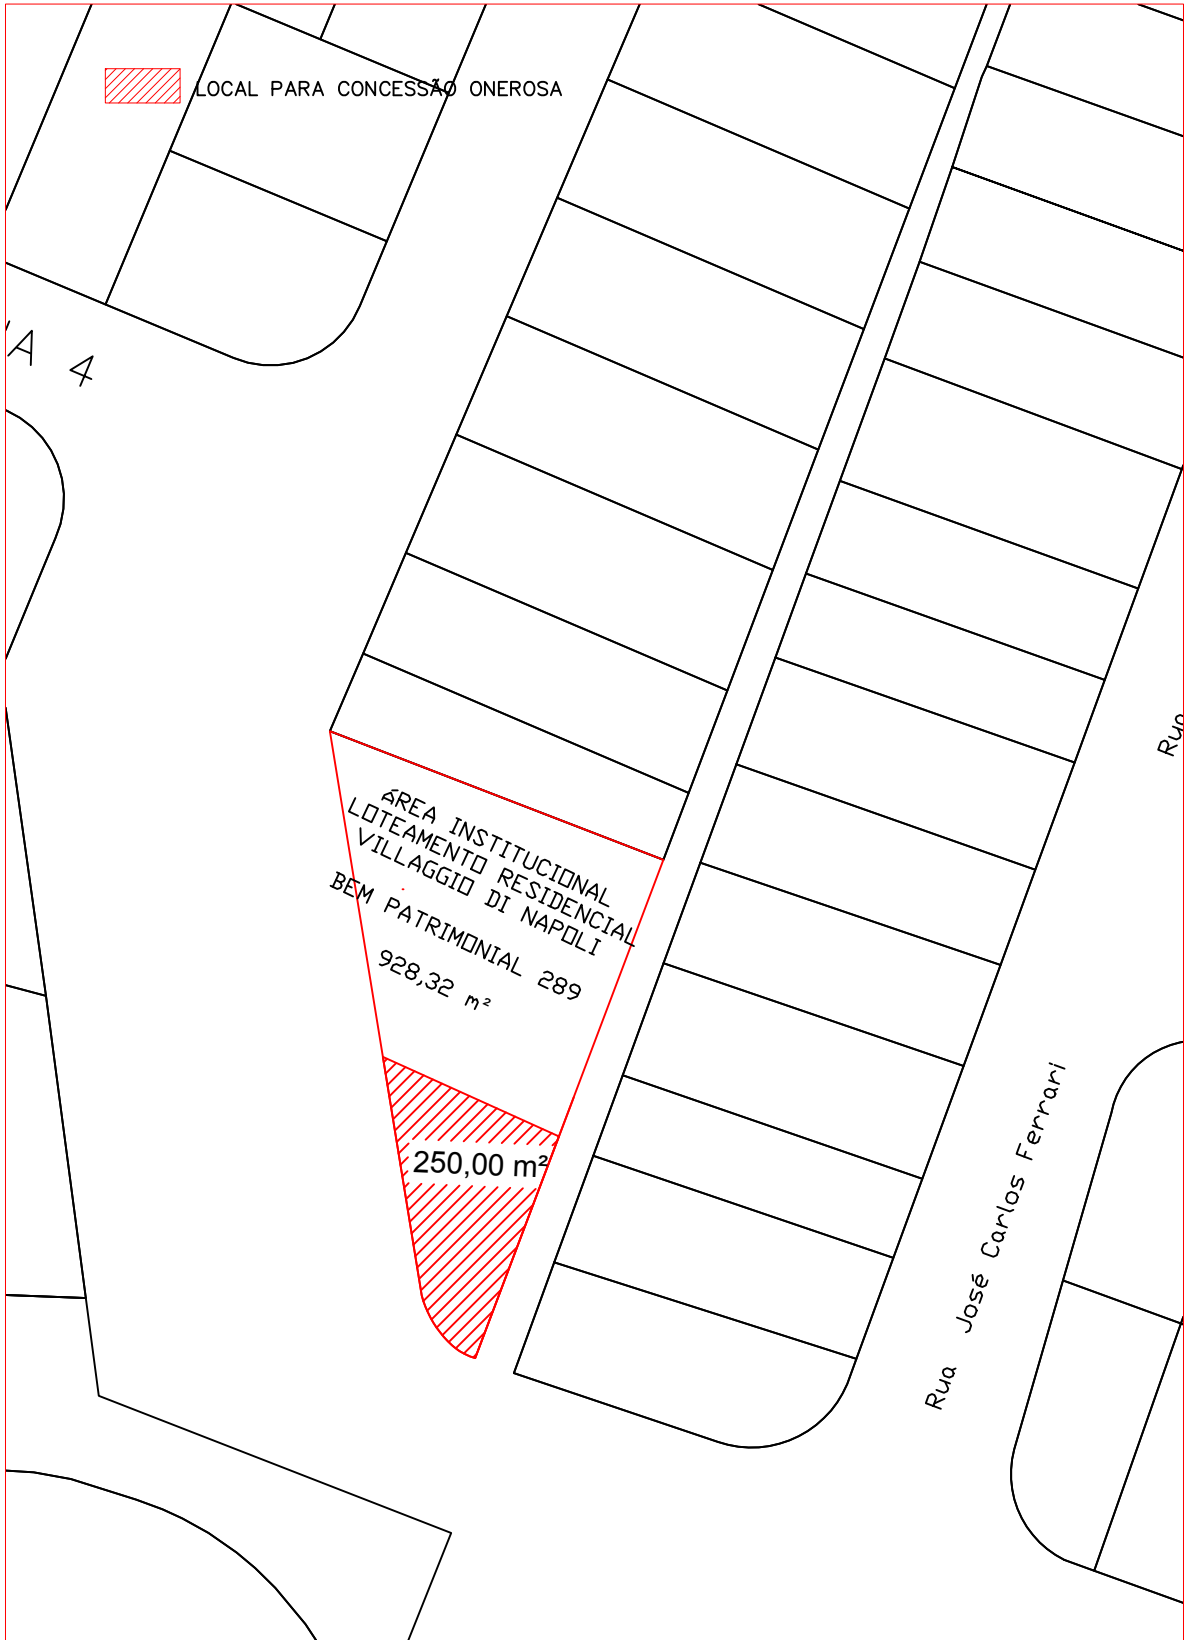 LOCAL PARA CONCESSÃO ONEROSA
A 4
ÁREA INSTITUCIONAL
LOTEAMENTO RESIDENCIAL
VILLAGGIO DI NAPOLI
BEM PATRIMONIAL 289
928,32 m²
250,00 m²
Rua José Carlos Ferrari
Rua